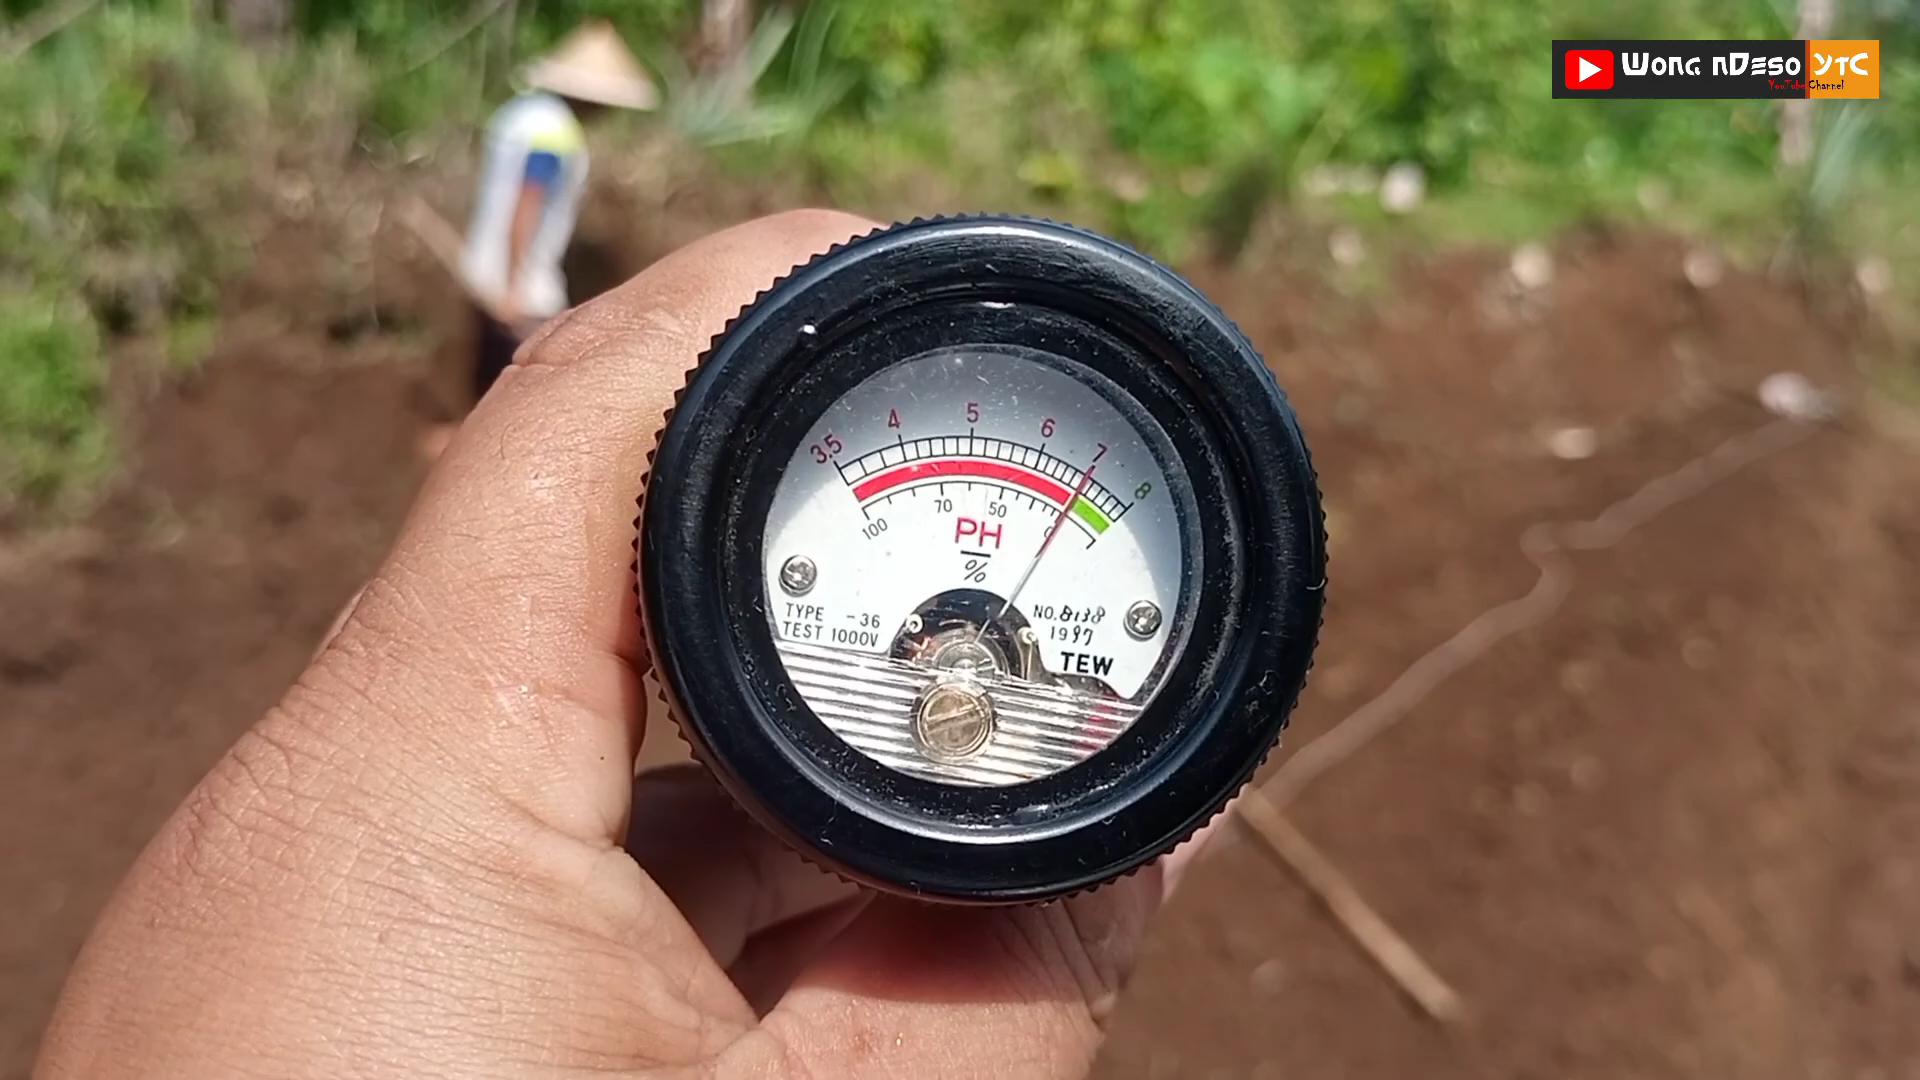 Wong nDeso YTC
YouTube Channel
3.5 4 5 6 7 8
100 70 50 0
PH
%
TYPE -36
TEST 1000V
NO. 8138
1997
TEW